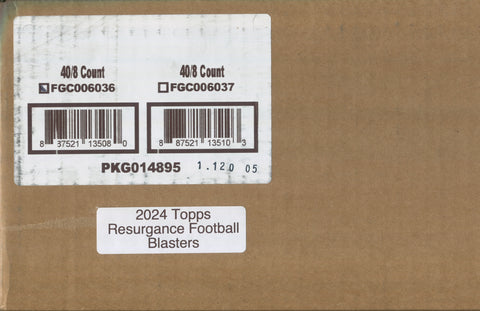 40/8 Count 40/8 Count
FGC006036 FGC006037
8 87521 13508 0 8 87521 13510 3
PKG014895 1.120 05
2024 Topps
Resurgance Football
Blasters